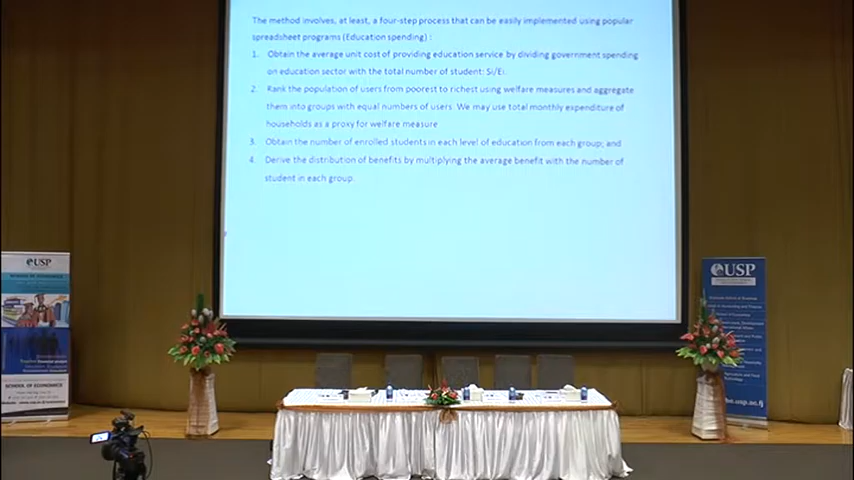 The method involves, at least, a four-step process that can be easily implemented using popular
spreadsheet programs (Education spending) :
1. Obtain the average unit cost of providing education service by dividing government spending
on education sector with the total number of student: Si/Ei.
2. Rank the population of users from poorest to richest using welfare measures and aggregate
them into groups with equal numbers of users. We may use total monthly expenditure of
households as a proxy for welfare measure
3. Obtain the number of enrolled students in each level of education from each group; and
4. Derive the distribution of benefits by multiplying the average benefit with the number of
student in each group.
USP
SCHOOL OF ECONOMICS
USP